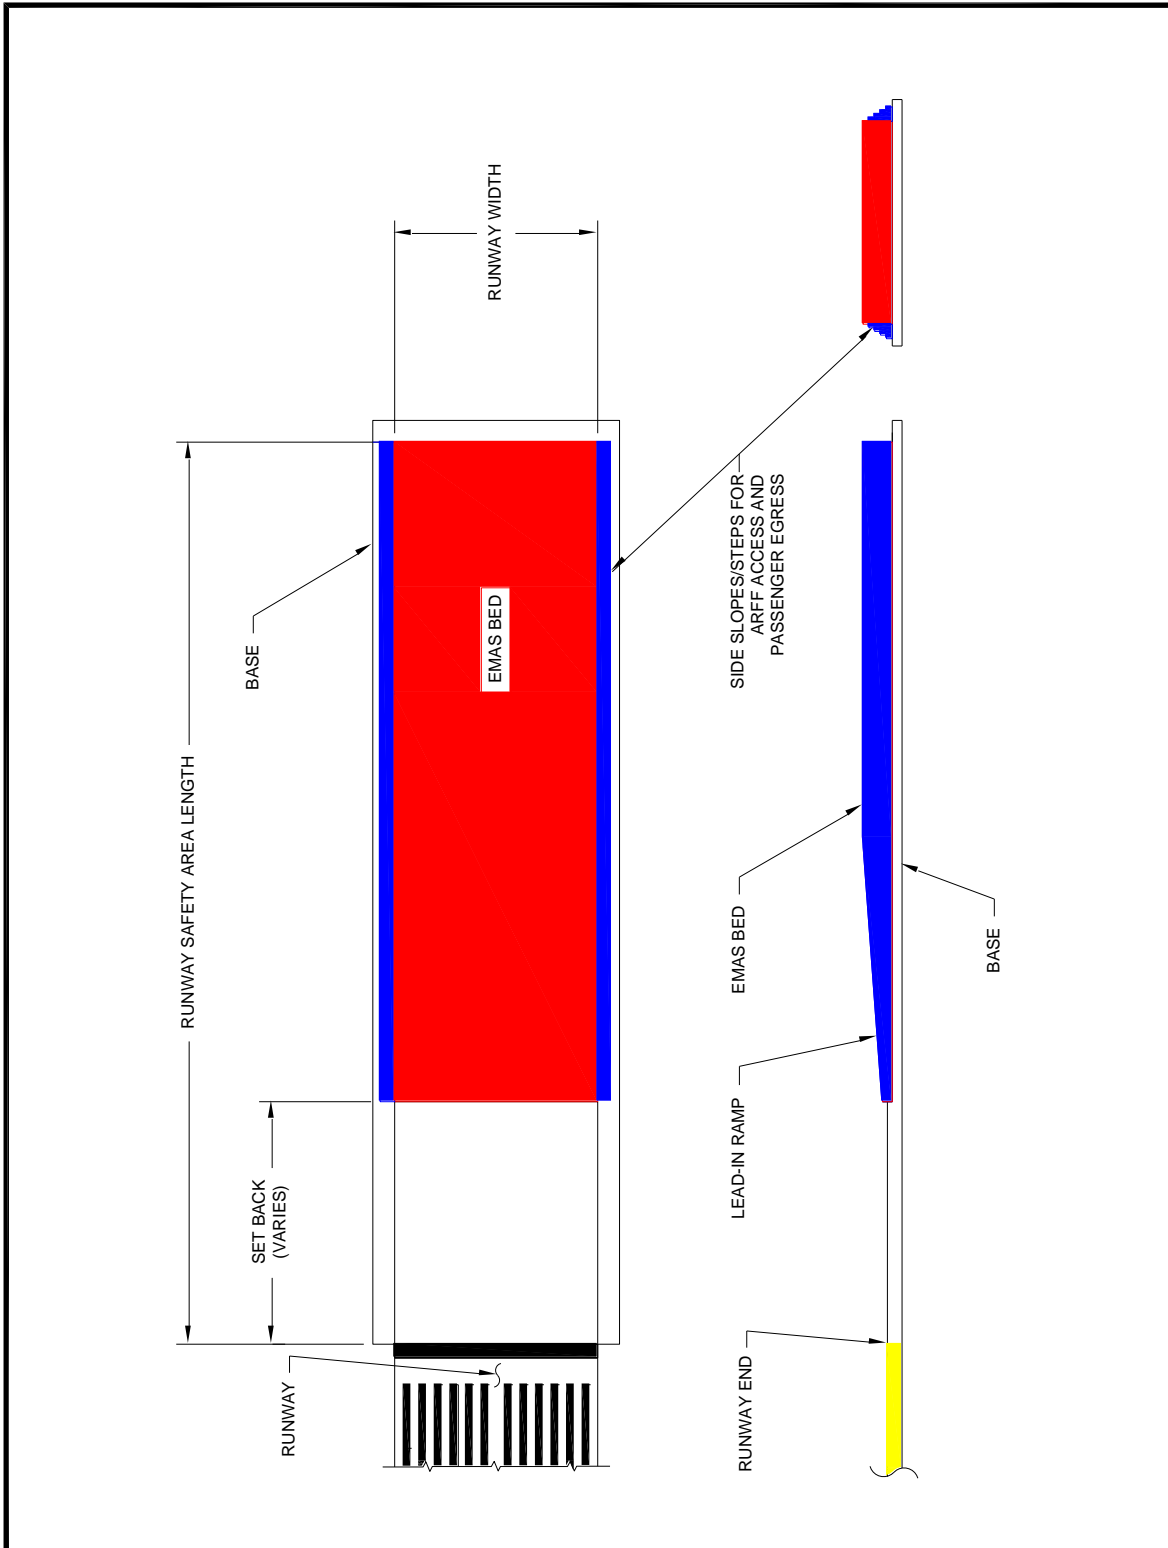 RUNWAY SAFETY AREA LENGTH
SET BACK
(VARIES)
BASE
RUNWAY
EMAS BED
RUNWAY WIDTH
SIDE SLOPES/STEPS FOR
ARFF ACCESS AND
PASSENGER EGRESS
RUNWAY END
LEAD-IN RAMP
EMAS BED
BASE